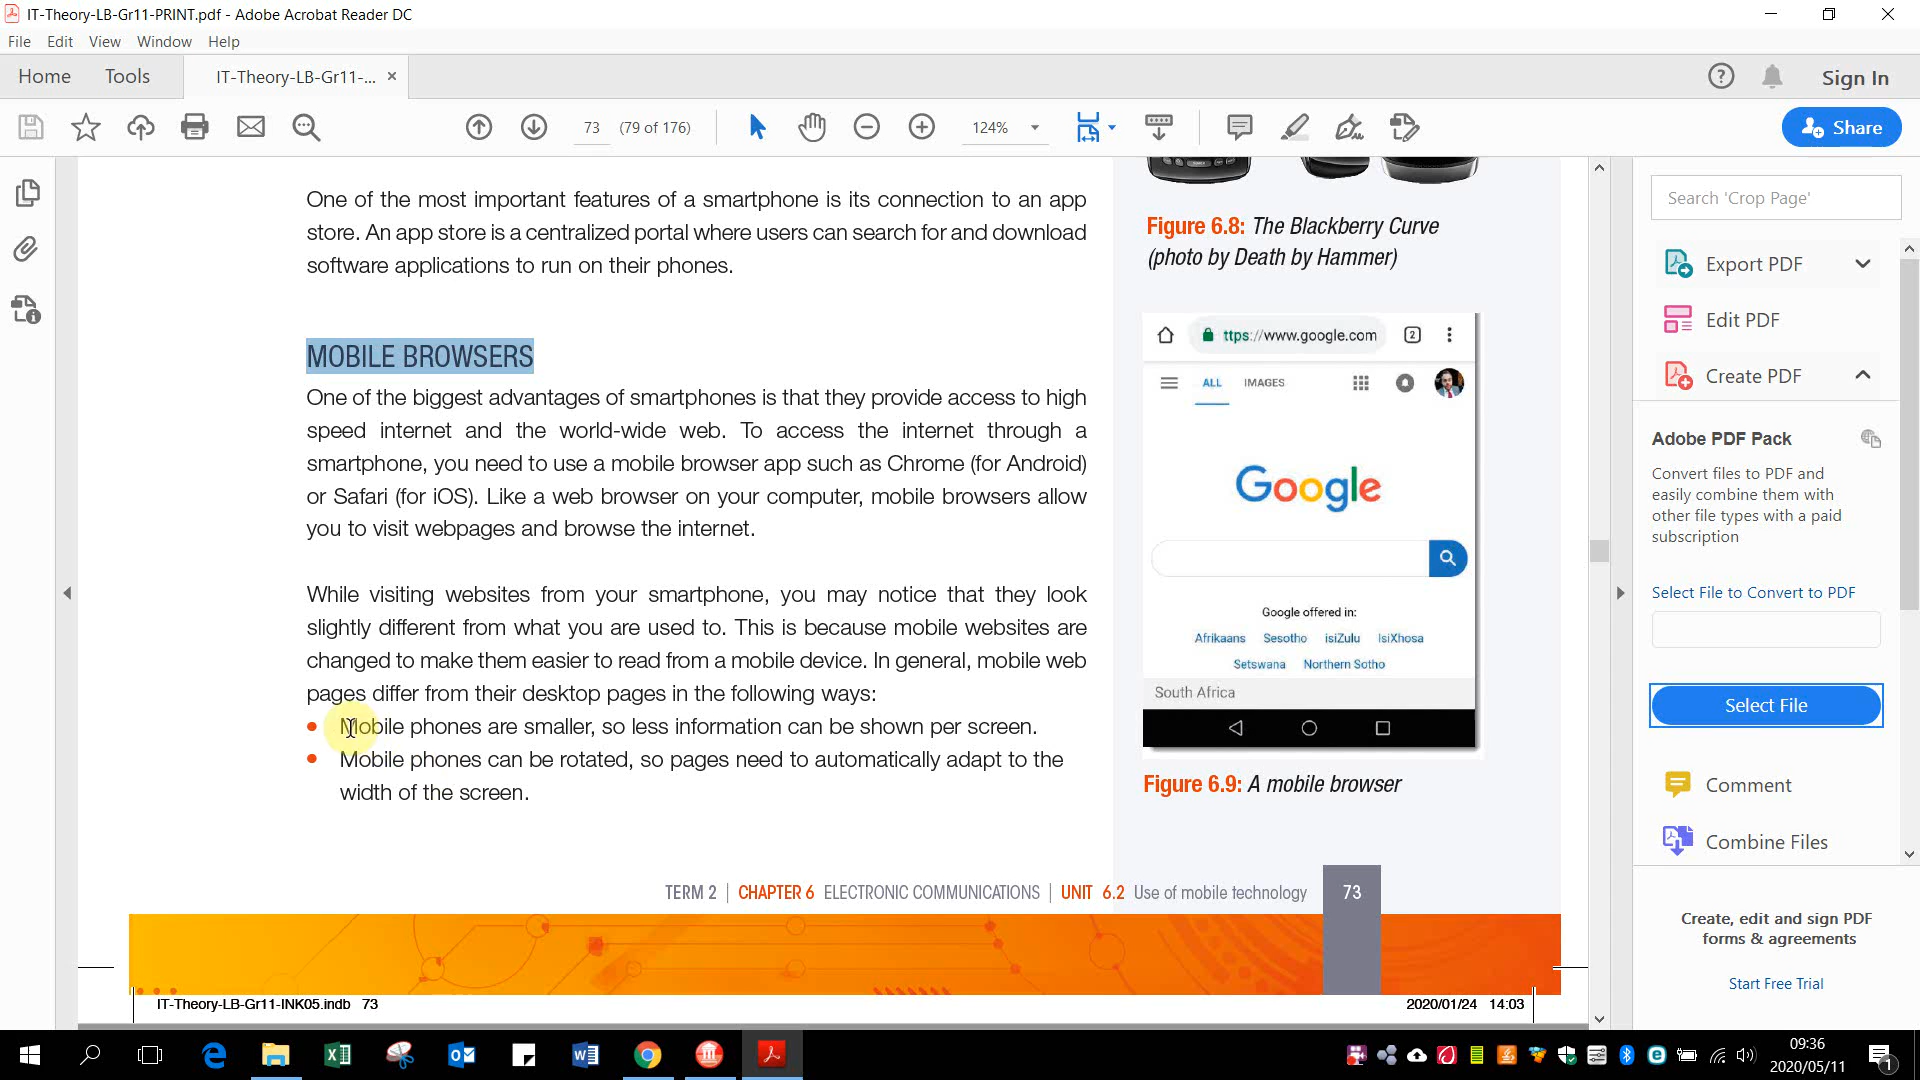 IT-Theory-LB-Gr11-PRINT.pdf - Adobe Acrobat Reader DC
File Edit View Window Help
Home Tools IT-Theory-LB-Gr11-... × Sign In
73 (79 of 176) 124% Share
One of the most important features of a smartphone is its connection to an app
store. An app store is a centralized portal where users can search for and download
software applications to run on their phones.
MOBILE BROWSERS
One of the biggest advantages of smartphones is that they provide access to high
speed internet and the world-wide web. To access the internet through a
smartphone, you need to use a mobile browser app such as Chrome (for Android)
or Safari (for iOS). Like a web browser on your computer, mobile browsers allow
you to visit webpages and browse the internet.
While visiting websites from your smartphone, you may notice that they look
slightly different from what you are used to. This is because mobile websites are
changed to make them easier to read from a mobile device. In general, mobile web
pages differ from their desktop pages in the following ways:
• Mobile phones are smaller, so less information can be shown per screen.
• Mobile phones can be rotated, so pages need to automatically adapt to the
width of the screen.
Figure 6.8: The Blackberry Curve
(photo by Death by Hammer)
ttps://www.google.com 2
ALL IMAGES
Google
Google offered in:
Afrikaans Sesotho isiZulu IsiXhosa
Setswana Northern Sotho
South Africa
Figure 6.9: A mobile browser
TERM 2 | CHAPTER 6 ELECTRONIC COMMUNICATIONS | UNIT 6.2 Use of mobile technology 73
IT-Theory-LB-Gr11-INK05.indb 73
2020/01/24 14:03
Search 'Crop Page'
Export PDF
Edit PDF
Create PDF
Adobe PDF Pack
Convert files to PDF and
easily combine them with
other file types with a paid
subscription
Select File to Convert to PDF
Select File
Comment
Combine Files
Create, edit and sign PDF
forms & agreements
Start Free Trial
09:36
2020/05/11
1